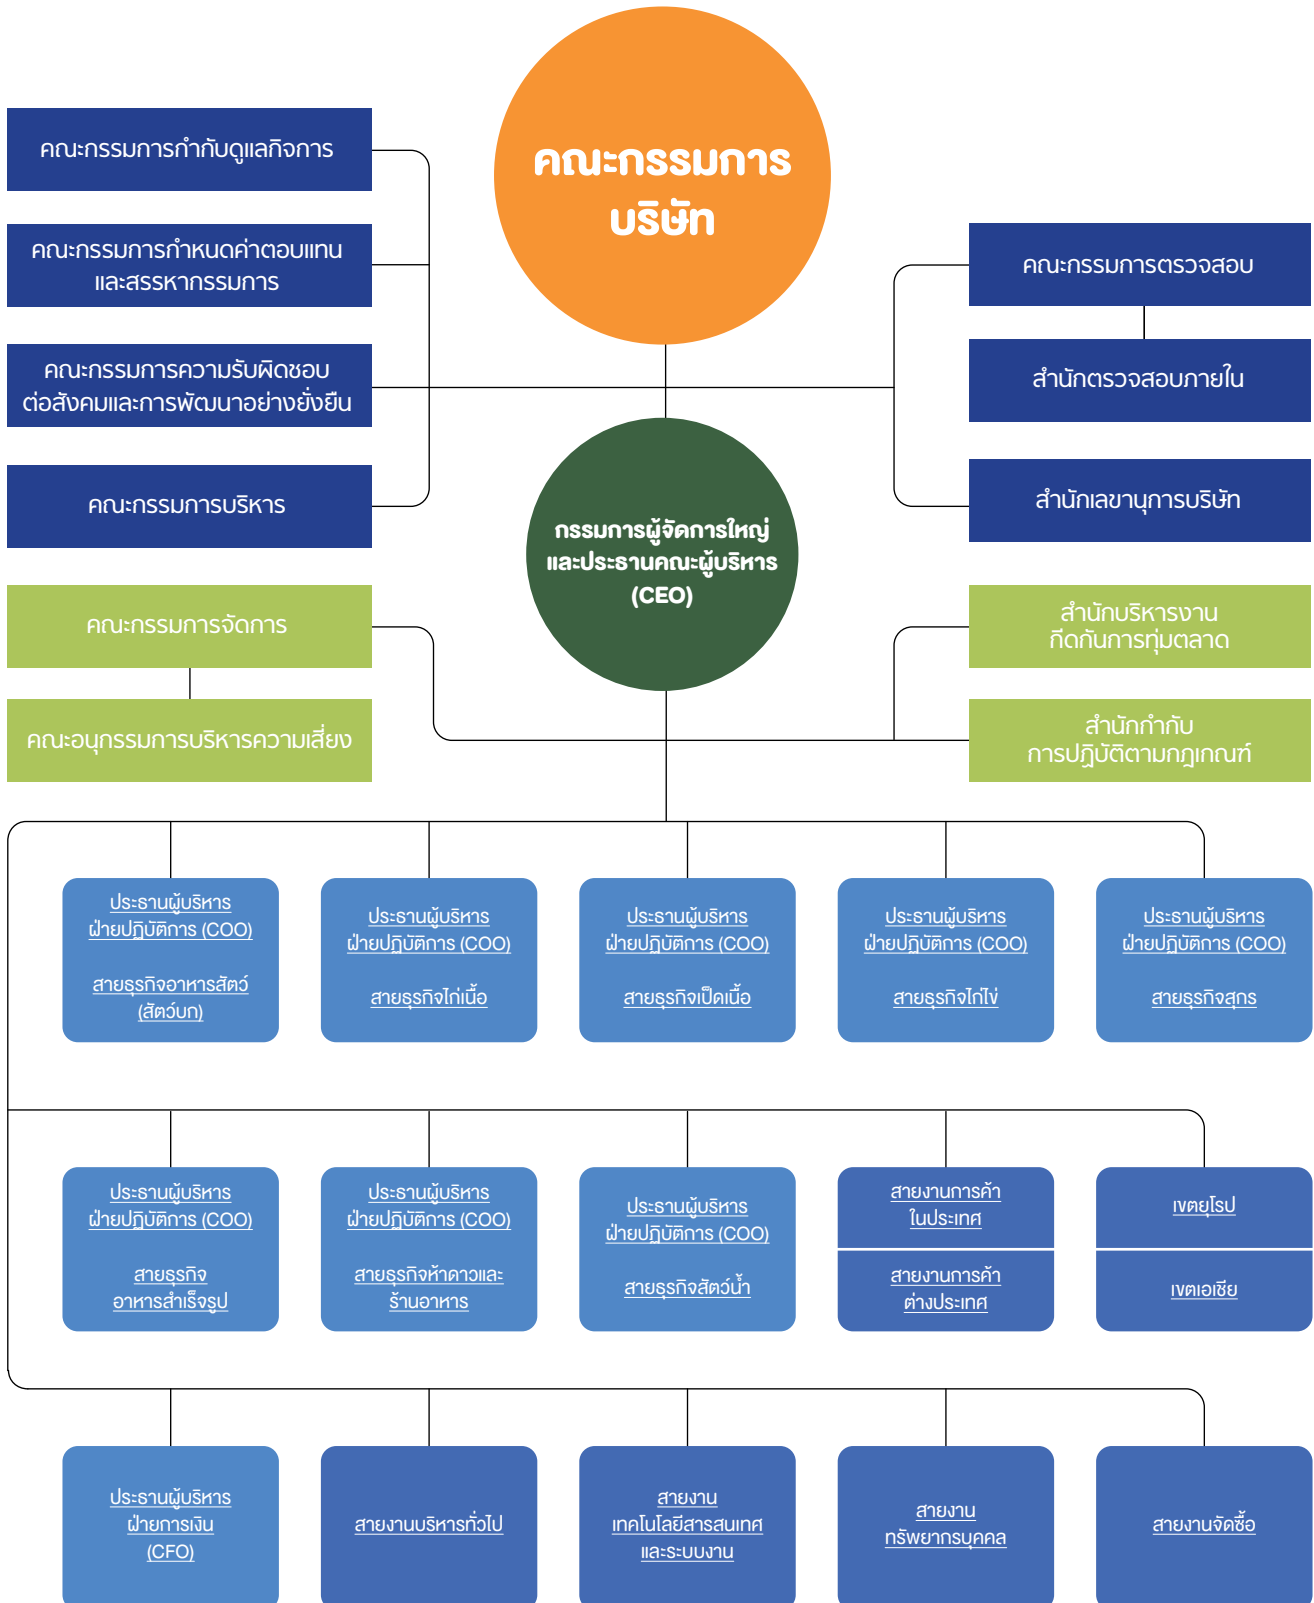 คณะกรรมการ
บริษัท
คณะกรรมการกำกับดูแลกิจการ
คณะกรรมการกำหนดค่าตอบแทน
และสรรหากรรมการ
คณะกรรมการความรับผิดชอบ
ต่อสังคมและการพัฒนาอย่างยั่งยืน
คณะกรรมการบริหาร
คณะกรรมการตรวจสอบ
สำนักตรวจสอบภายใน
สำนักเลขานุการบริษัท
กรรมการผู้จัดการใหญ่
และประธานคณะผู้บริหาร
(CEO)
คณะกรรมการจัดการ
คณะอนุกรรมการบริหารความเสี่ยง
สำนักบริหารงาน
กีดกันการทุ่มตลาด
สำนักกำกับ
การปฏิบัติตามกฎเกณฑ์
ประธานผู้บริหาร
ฝ่ายปฏิบัติการ (COO)
สายธุรกิจอาหารสัตว์
(สัตว์บก)
ประธานผู้บริหาร
ฝ่ายปฏิบัติการ (COO)
สายธุรกิจไก่เนื้อ
ประธานผู้บริหาร
ฝ่ายปฏิบัติการ (COO)
สายธุรกิจเป็ดเนื้อ
ประธานผู้บริหาร
ฝ่ายปฏิบัติการ (COO)
สายธุรกิจไก่ไข่
ประธานผู้บริหาร
ฝ่ายปฏิบัติการ (COO)
สายธุรกิจสุกร
ประธานผู้บริหาร
ฝ่ายปฏิบัติการ (COO)
สายธุรกิจ
อาหารสำเร็จรูป
ประธานผู้บริหาร
ฝ่ายปฏิบัติการ (COO)
สายธุรกิจห้าดาวและ
ร้านอาหาร
ประธานผู้บริหาร
ฝ่ายปฏิบัติการ (COO)
สายธุรกิจสัตว์น้ำ
สายงานการค้า
ในประเทศ
สายงานการค้า
ต่างประเทศ
เขตยุโรป
เขตเอเชีย
ประธานผู้บริหาร
ฝ่ายการเงิน
(CFO)
สายงานบริหารทั่วไป
สายงาน
เทคโนโลยีสารสนเทศ
และระบบงาน
สายงาน
ทรัพยากรบุคคล
สายงานจัดซื้อ